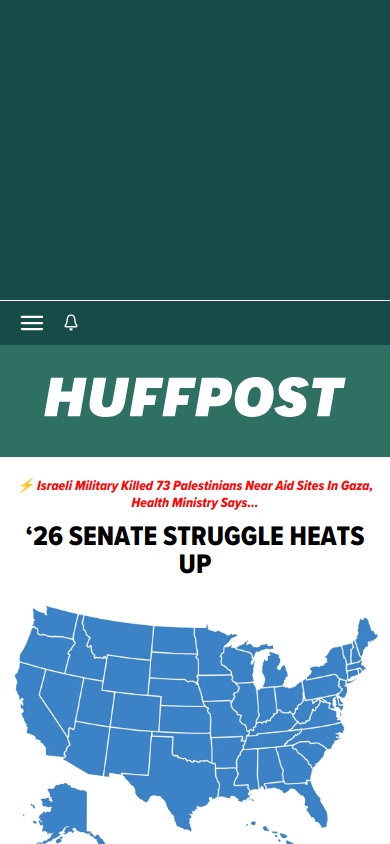 HUFFPOST
⚡ Israeli Military Killed 73 Palestinians Near Aid Sites In Gaza,
Health Ministry Says...
‘26 SENATE STRUGGLE HEATS
UP